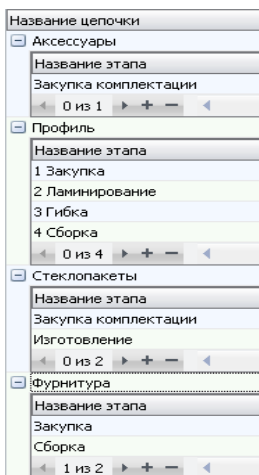 Название цепочки
Аксессуары
Название этапа
Закупка комплектации
0 из 1
Профиль
Название этапа
1 Закупка
2 Ламинирование
3 Гибка
4 Сборка
0 из 4
Стеклопакеты
Название этапа
Закупка комплектации
Изготовление
0 из 2
Фурнитура
Название этапа
Закупка
Сборка
1 из 2